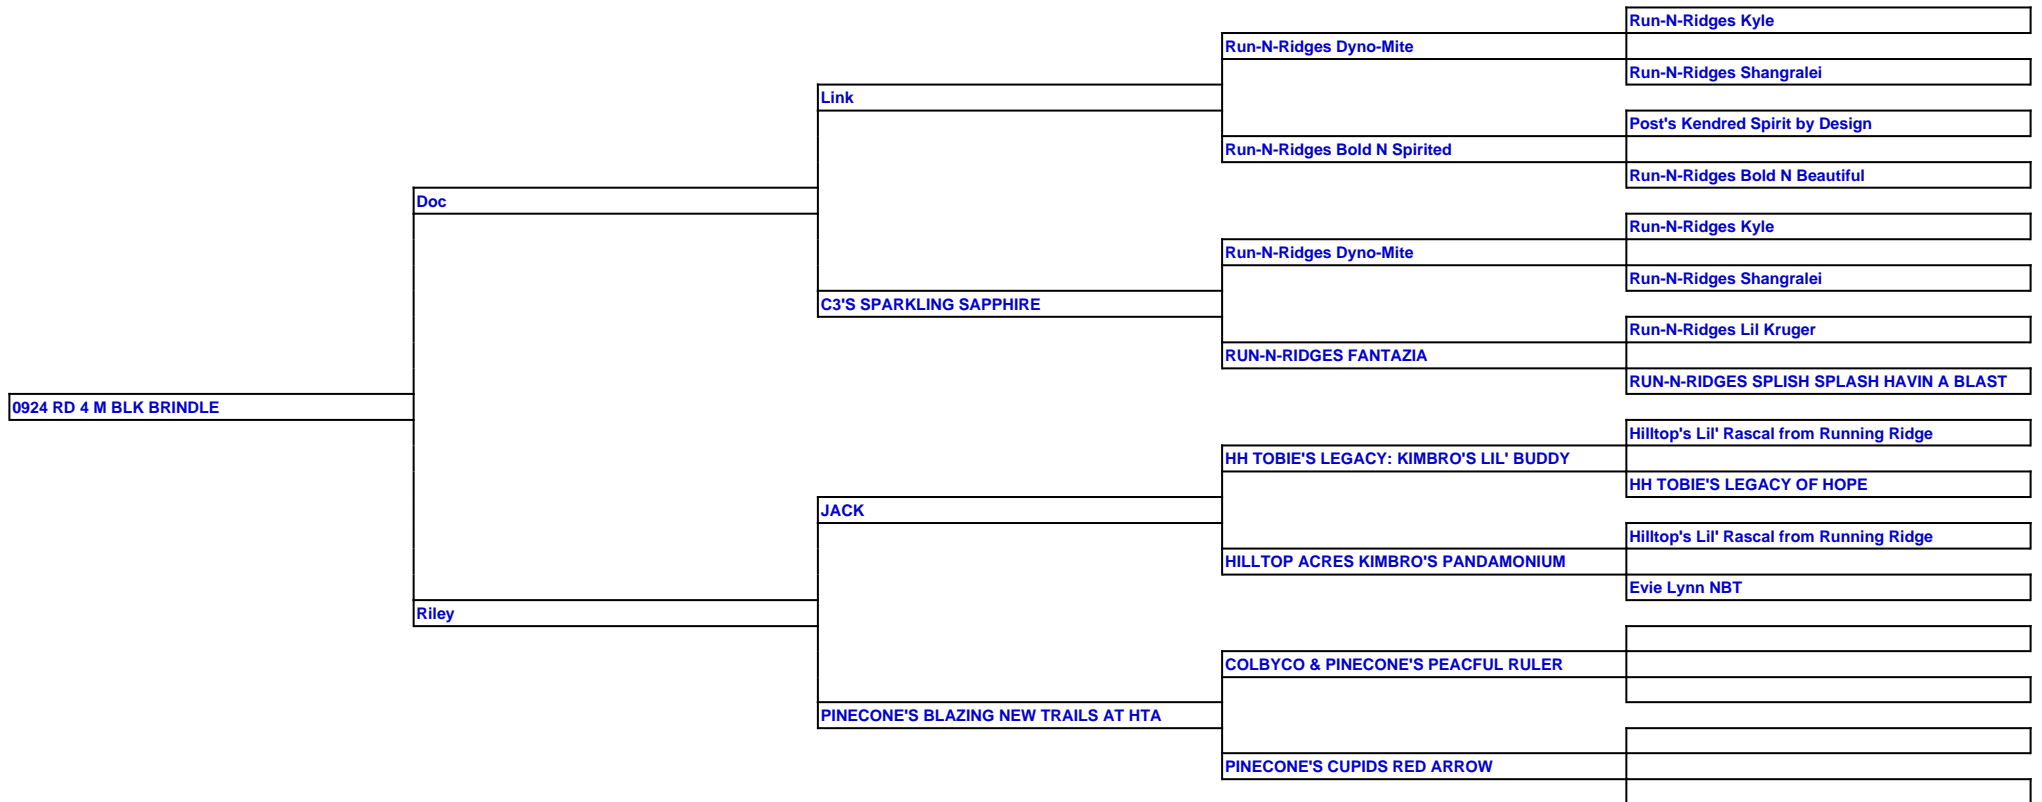 Run-N-Ridges Kyle
Run-N-Ridges Dyno-Mite
Run-N-Ridges Shangralei
Link
Post's Kendred Spirit by Design
Run-N-Ridges Bold N Spirited
Run-N-Ridges Bold N Beautiful
Doc
Run-N-Ridges Kyle
Run-N-Ridges Dyno-Mite
Run-N-Ridges Shangralei
C3'S SPARKLING SAPPHIRE
Run-N-Ridges Lil Kruger
RUN-N-RIDGES FANTAZIA
RUN-N-RIDGES SPLISH SPLASH HAVIN A BLAST
0924 RD 4 M BLK BRINDLE
Hilltop's Lil' Rascal from Running Ridge
HH TOBIE'S LEGACY: KIMBRO'S LIL' BUDDY
HH TOBIE'S LEGACY OF HOPE
JACK
Hilltop's Lil' Rascal from Running Ridge
HILLTOP ACRES KIMBRO'S PANDAMONIUM
Evie Lynn NBT
Riley
COLBYCO & PINECONE'S PEACFUL RULER
PINECONE'S BLAZING NEW TRAILS AT HTA
PINECONE'S CUPIDS RED ARROW